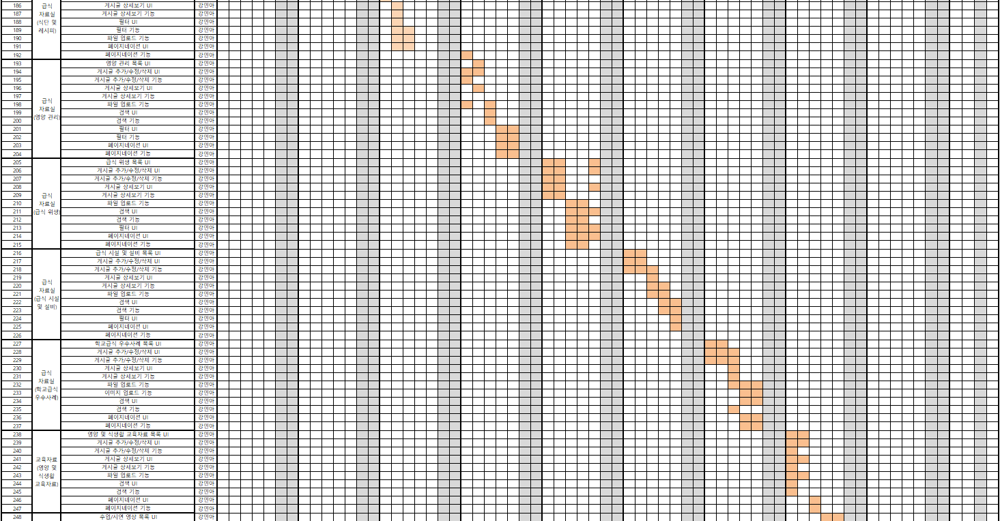 186 급식 게시글 상세보기 UI 강민아
187 자료실 게시글 상세보기 기능 강민아
188 (식단 및 필터 UI 강민아
189 레시피) 필터 기능 강민아
190 파일 업로드 기능 강민아
191 페이지네이션 UI 강민아
192 페이지네이션 기능 강민아
193 영양 관리 목록 UI 강민아
194 게시글 추가/수정/삭제 UI 강민아
195 게시글 추가/수정/삭제 기능 강민아
196 게시글 상세보기 UI 강민아
197 게시글 상세보기 기능 강민아
급식
198 파일 업로드 기능 강민아
자료실
199 검색 UI 강민아
(영양 관리)
200 검색 기능 강민아
201 필터 UI 강민아
202 필터 기능 강민아
203 페이지네이션 UI 강민아
204 페이지네이션 기능 강민아
205 급식 위생 목록 UI 강민아
206 게시글 추가/수정/삭제 UI 강민아
207 게시글 추가/수정/삭제 기능 강민아
208 게시글 상세보기 UI 강민아
209 급식 게시글 상세보기 기능 강민아
210 자료실 파일 업로드 기능 강민아
211 (급식 위생) 검색 UI 강민아
212 검색 기능 강민아
213 필터 UI 강민아
214 페이지네이션 UI 강민아
215 페이지네이션 기능 강민아
216 급식 시설 및 설비 목록 UI 강민아
217 게시글 추가/수정/삭제 UI 강민아
218 게시글 추가/수정/삭제 기능 강민아
219 게시글 상세보기 UI 강민아
급식
220 게시글 상세보기 기능 강민아
221 자료실 파일 업로드 기능 강민아
222 (급식 시설 검색 UI 강민아
223 및 설비) 검색 기능 강민아
224 필터 UI 강민아
225 페이지네이션 UI 강민아
226 페이지네이션 기능 강민아
227 학교급식 우수사례 목록 UI 강민아
228 게시글 추가/수정/삭제 UI 강민아
229 게시글 추가/수정/삭제 기능 강민아
230 게시글 상세보기 UI 강민아
231 급식 게시글 상세보기 기능 강민아
232 자료실 파일 업로드 기능 강민아
233 (학교급식 이미지 업로드 기능 강민아
234 우수사례) 검색 UI 강민아
235 검색 기능 강민아
236 페이지네이션 UI 강민아
237 페이지네이션 기능 강민아
238 영양 및 식생활 교육자료 목록 UI 강민아
239 게시글 추가/수정/삭제 UI 강민아
240 게시글 추가/수정/삭제 기능 강민아
241 교육자료 게시글 상세보기 UI 강민아
242 (영양 및 게시글 상세보기 기능 강민아
243 식생활 파일 업로드 기능 강민아
244 교육자료) 검색 UI 강민아
245 검색 기능 강민아
246 페이지네이션 UI 강민아
247 페이지네이션 기능 강민아
248 수업/시연 영상 목록 UI 강민아